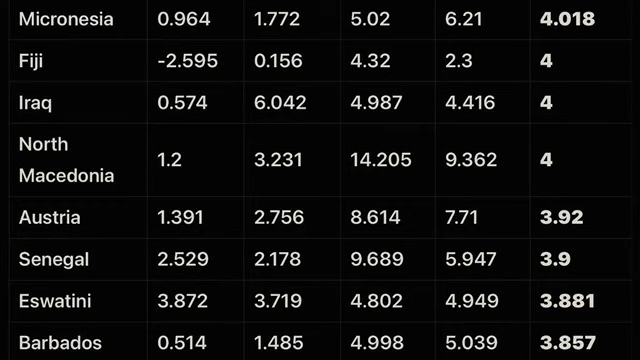 Micronesia 0.964 1.772 5.02 6.21 4.018
Fiji -2.595 0.156 4.32 2.3 4
Iraq 0.574 6.042 4.987 4.416 4
North
Macedonia 1.2 3.231 14.205 9.362 4
Austria 1.391 2.756 8.614 7.71 3.92
Senegal 2.529 2.178 9.689 5.947 3.9
Eswatini 3.872 3.719 4.802 4.949 3.881
Barbados 0.514 1.485 4.998 5.039 3.857